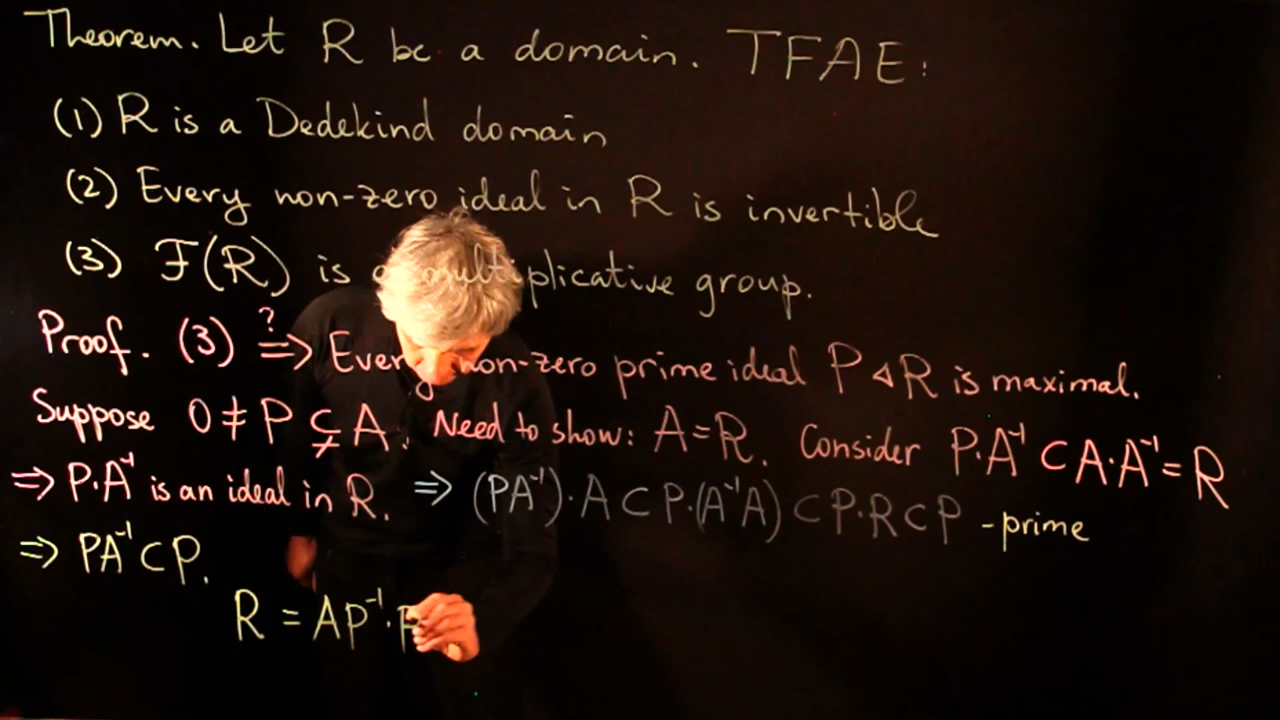 Theorem. Let R be a domain. TFAE:
(1) R is a Dedekind domain
(2) Every non-zero ideal in R is invertible
(3) ℱ(R) is a multiplicative group.
Proof. (3) ?⇒ Every non-zero prime ideal P ◁ R is maximal.
Suppose 0 ≠ P ⊊ A. Need to show: A = R. Consider P·A⁻¹ ⊂ A·A⁻¹ = R
⇒ P·A⁻¹ is an ideal in R. ⇒ (PA⁻¹)·A ⊂ P·(A⁻¹A) ⊂ P·R ⊂ P - prime
⇒ PA⁻¹ ⊂ P.
R = AP⁻¹·P